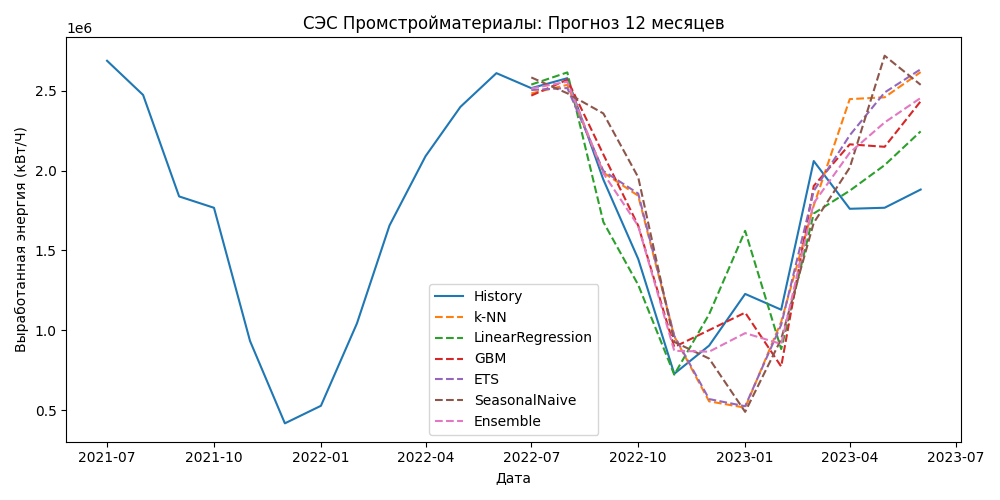 СЭС Промстройматериалы: Прогноз 12 месяцев
1e6
2.5
2.0
1.5
1.0
0.5
Выработанная энергия (кВт/Ч)
History
k-NN
LinearRegression
GBM
ETS
SeasonalNaive
Ensemble
2021-07 2021-10 2022-01 2022-04 2022-07 2022-10 2023-01 2023-04 2023-07
Дата